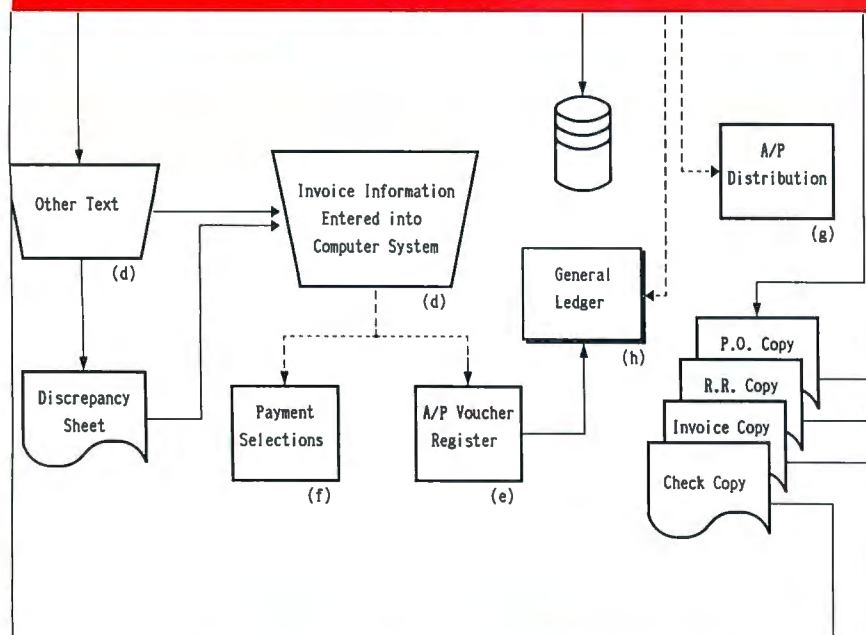 A/P
Distribution
(g)
Other Text
(d)
Invoice Information
Entered into
Computer System
(d)
General
Ledger
(h)
P.O. Copy
R.R. Copy
Invoice Copy
Check Copy
Discrepancy
Sheet
Payment
Selections
(f)
A/P Voucher
Register
(e)